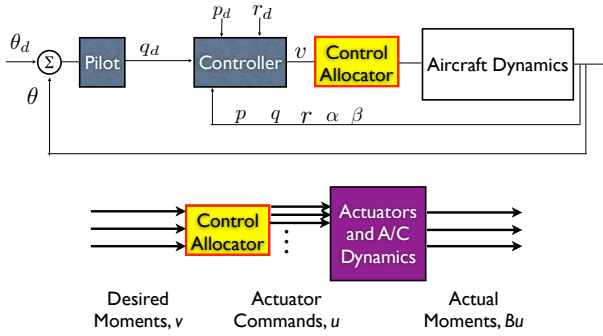 p_d r_d
θ_d Σ Pilot q_d Controller v Control Allocator Aircraft Dynamics
θ
p q r α β
Control Allocator
Actuators and A/C Dynamics
Desired Moments, v
Actuator Commands, u
Actual Moments, Bu